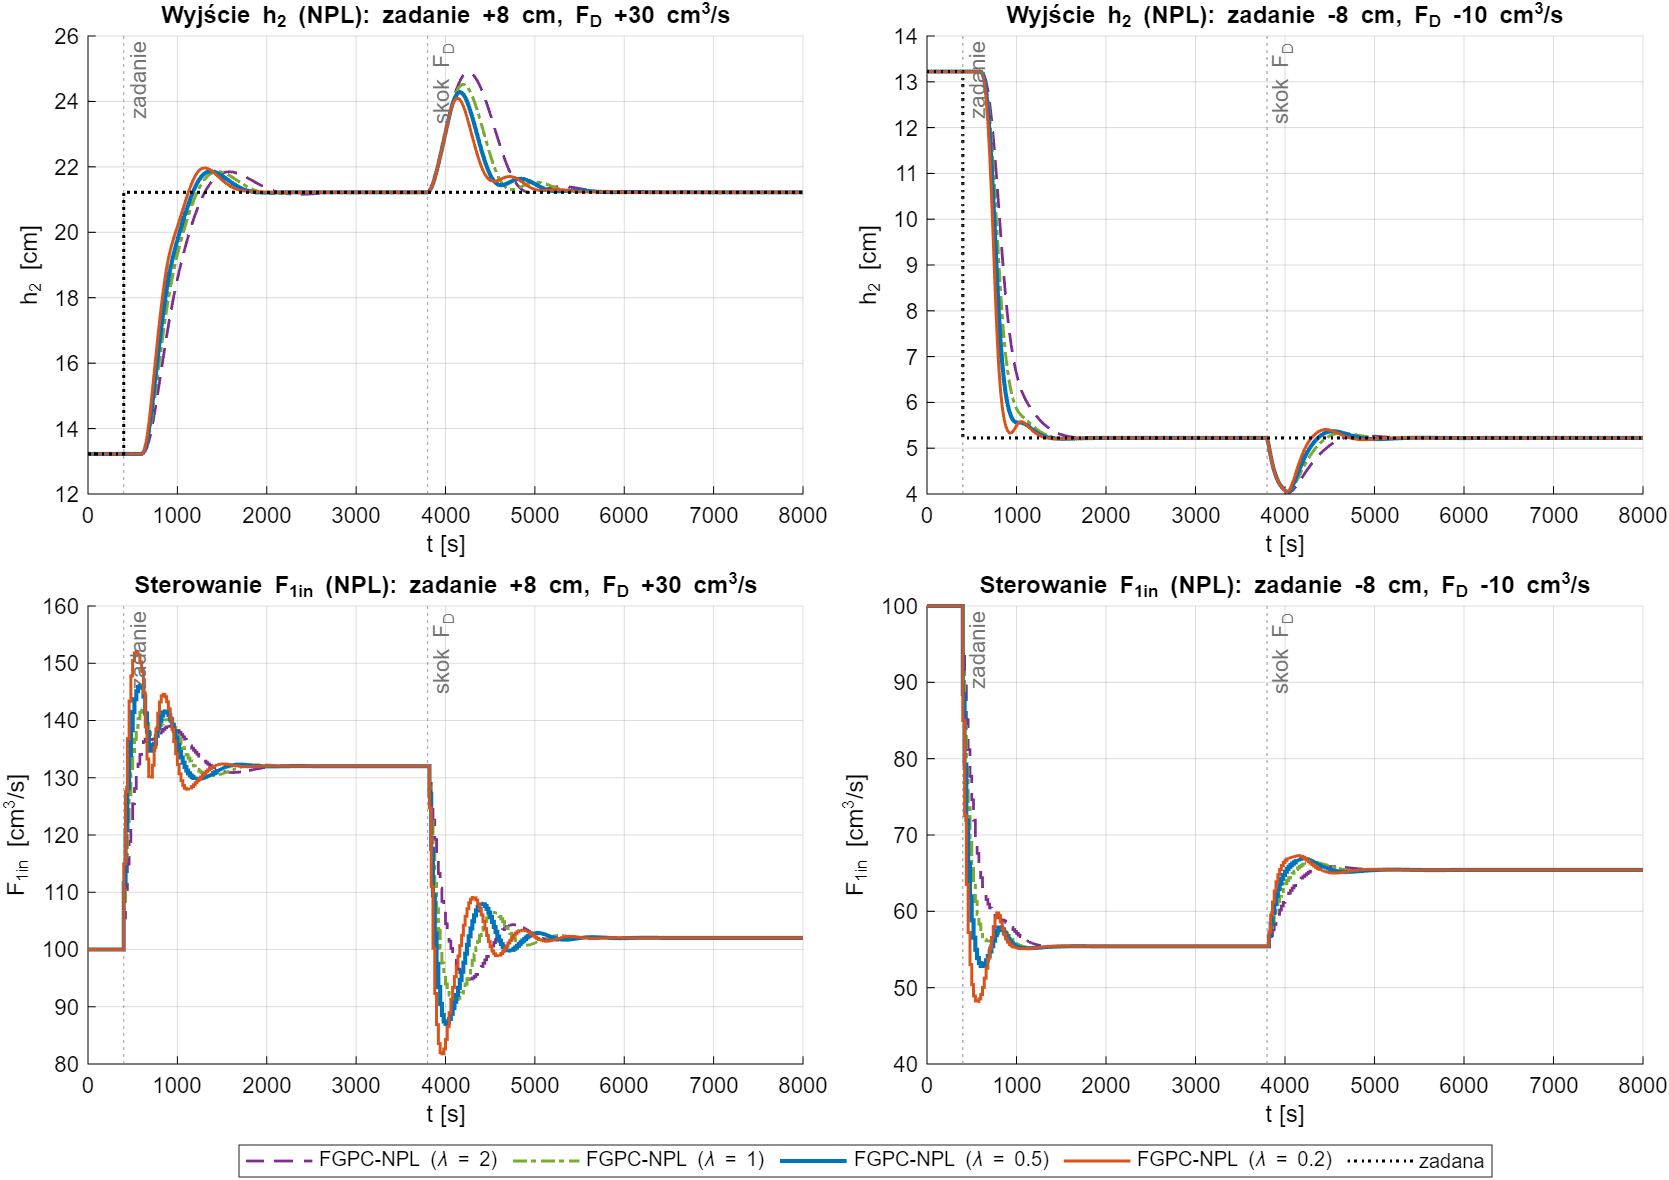 Wyjście h2 (NPL): zadanie +8 cm, FD +30 cm³/s
26
24
22
20
18
16
14
12
h2 [cm]
zadanie
skok FD
0 1000 2000 3000 4000 5000 6000 7000 8000
t [s]
Wyjście h2 (NPL): zadanie -8 cm, FD -10 cm³/s
14
13
12
11
10
9
8
7
6
5
4
h2 [cm]
zadanie
skok FD
0 1000 2000 3000 4000 5000 6000 7000 8000
t [s]
Sterowanie F1in (NPL): zadanie +8 cm, FD +30 cm³/s
160
150
140
130
120
110
100
90
80
F1in [cm³/s]
zadanie
skok FD
0 1000 2000 3000 4000 5000 6000 7000 8000
t [s]
Sterowanie F1in (NPL): zadanie -8 cm, FD -10 cm³/s
100
90
80
70
60
50
40
F1in [cm³/s]
zadanie
skok FD
0 1000 2000 3000 4000 5000 6000 7000 8000
t [s]
FGPC-NPL (λ = 2) FGPC-NPL (λ = 1) FGPC-NPL (λ = 0.5) FGPC-NPL (λ = 0.2) zadana